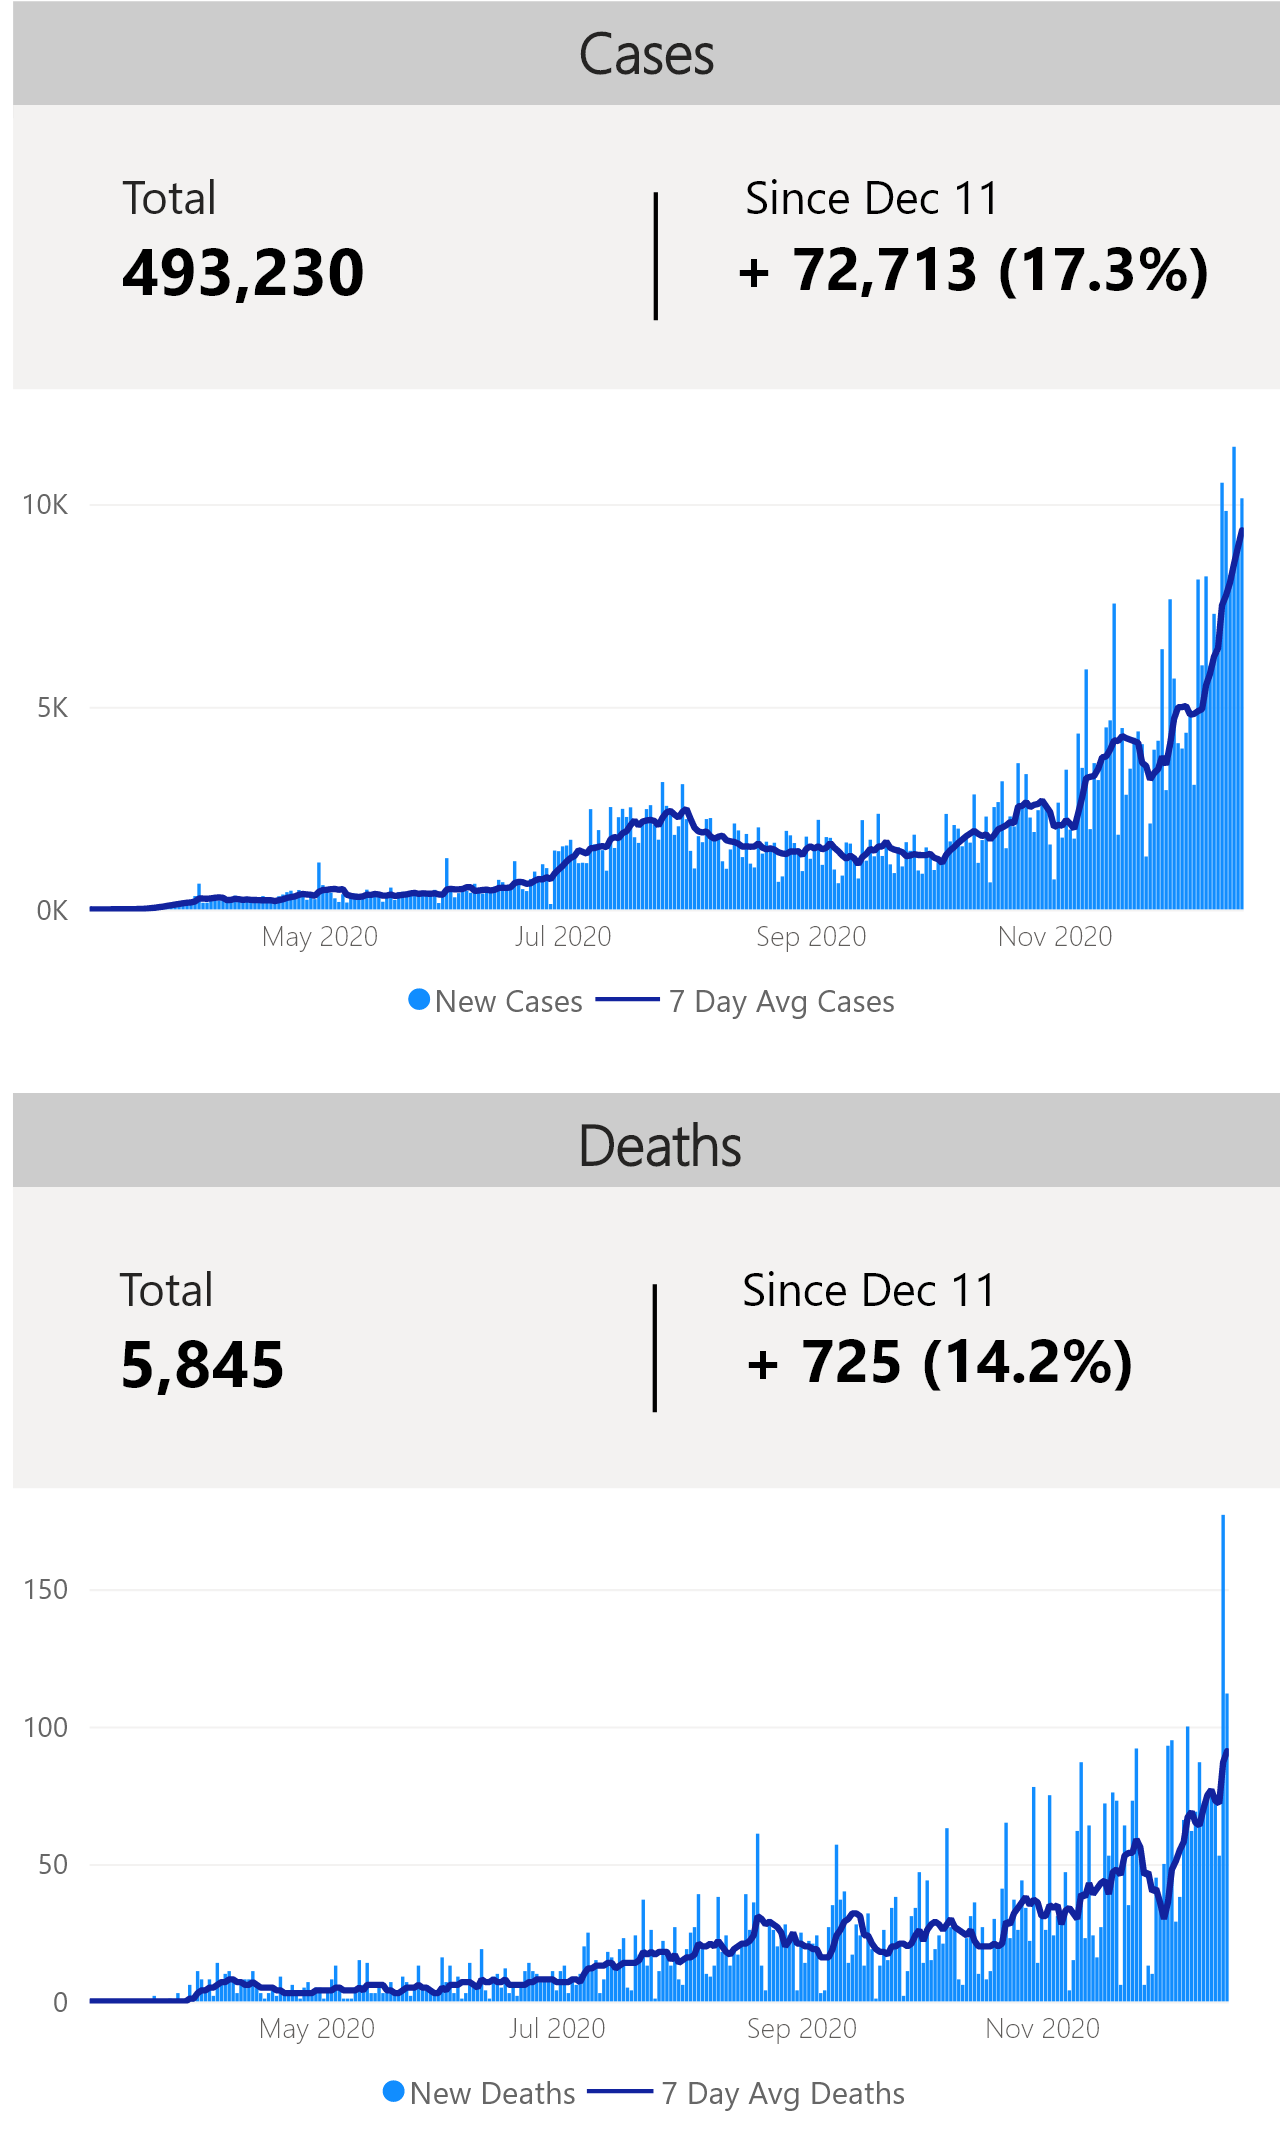 Cases
Total
Since Dec 11
493,230
+ 72,713 (17.3%)
10K
5K
0K
May 2020
Jul 2020
Sep 2020
Nov 2020
New Cases
7 Day Avg Cases
Deaths
Total
Since Dec 11
5,845
+ 725 (14.2%)
150
100
50
0
May 2020
Jul 2020
Sep 2020
Nov 2020
New Deaths
7 Day Avg Deaths